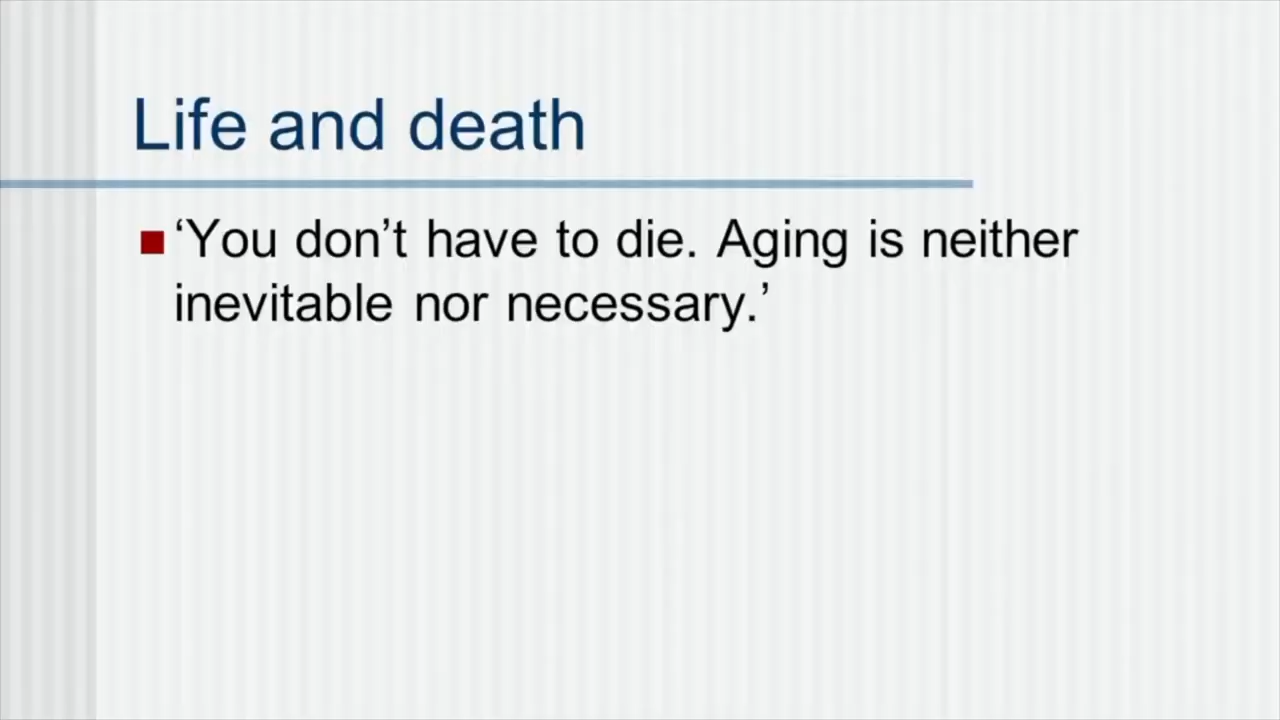 Life and death
‘You don’t have to die. Aging is neither
inevitable nor necessary.’